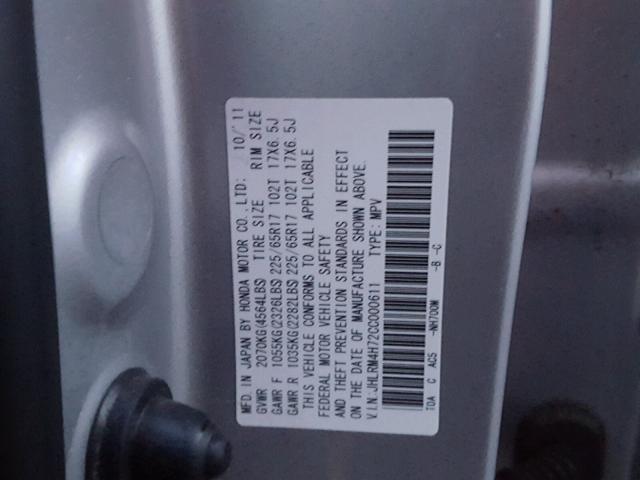 MFD. IN JAPAN BY HONDA MOTOR CO., LTD: 10/11
GVWR 2070KG(4564LBS) TIRE SIZE RIM SIZE
GAWR F 1055KG(2326LBS) 225/65R17 102T 17X6.5J
GAWR R 1035KG(2282LBS) 225/65R17 102T 17X6.5J
THIS VEHICLE CONFORMS TO ALL APPLICABLE
FEDERAL MOTOR VEHICLE SAFETY
AND THEFT PREVENTION STANDARDS IN EFFECT
ON THE DATE OF MANUFACTURE SHOWN ABOVE.
V.I.N. JHLRM4H72CC000611 TYPE: MPV
TOA C AC5 -NH700M -B -C